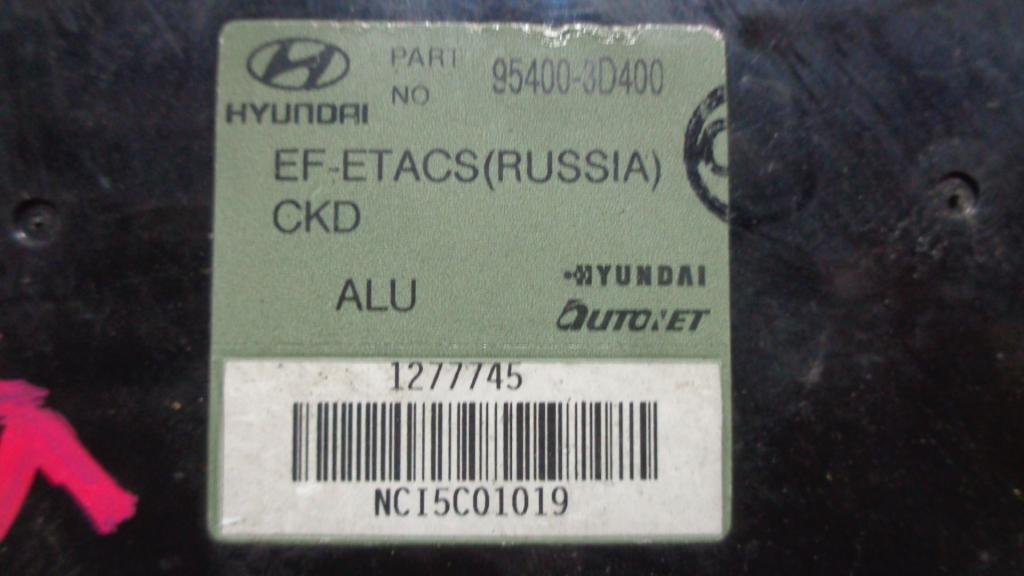 PART NO 95400-3D400
HYUNDAI
EF-ETACS(RUSSIA)
CKD
ALU
HYUNDAI
AUTONET
1277745
NCI5C01019